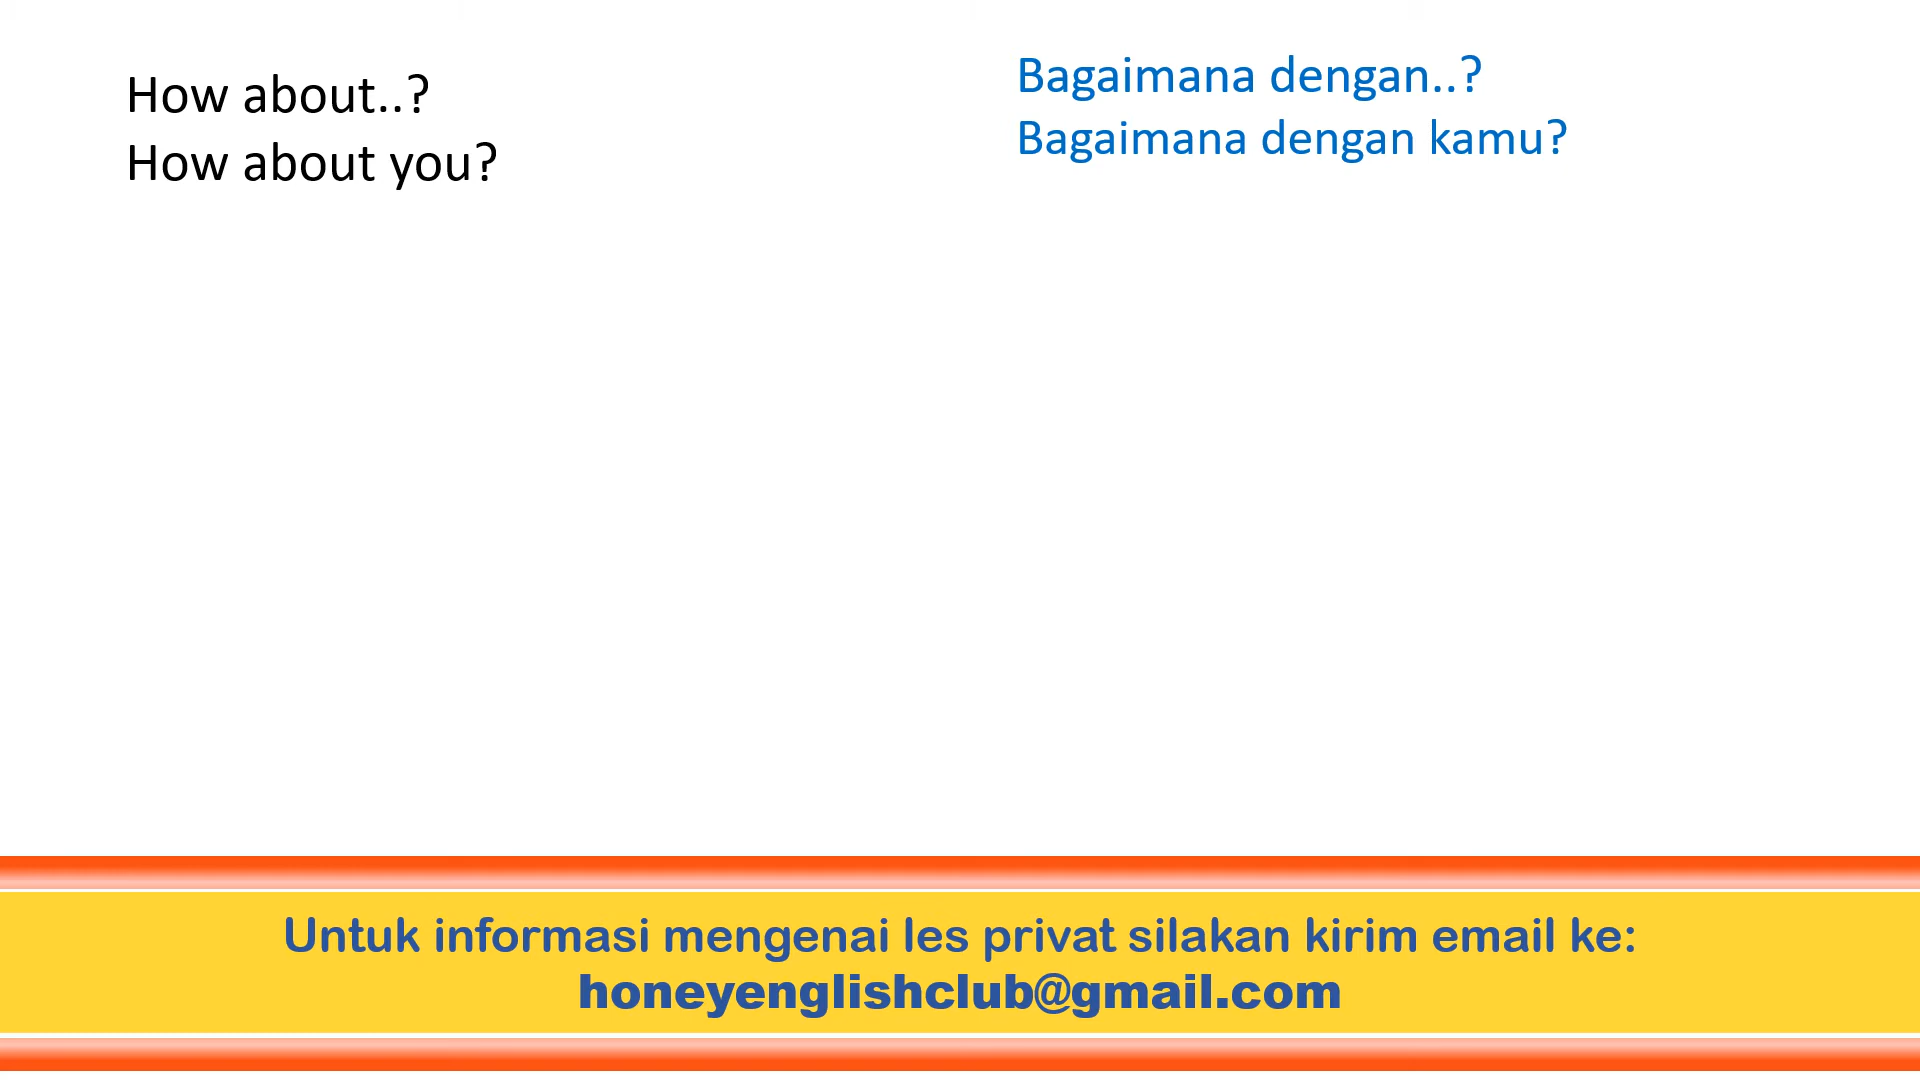 How about..?
How about you?
Bagaimana dengan..?
Bagaimana dengan kamu?
Untuk informasi mengenai les privat silakan kirim email ke:
honeyenglishclub@gmail.com